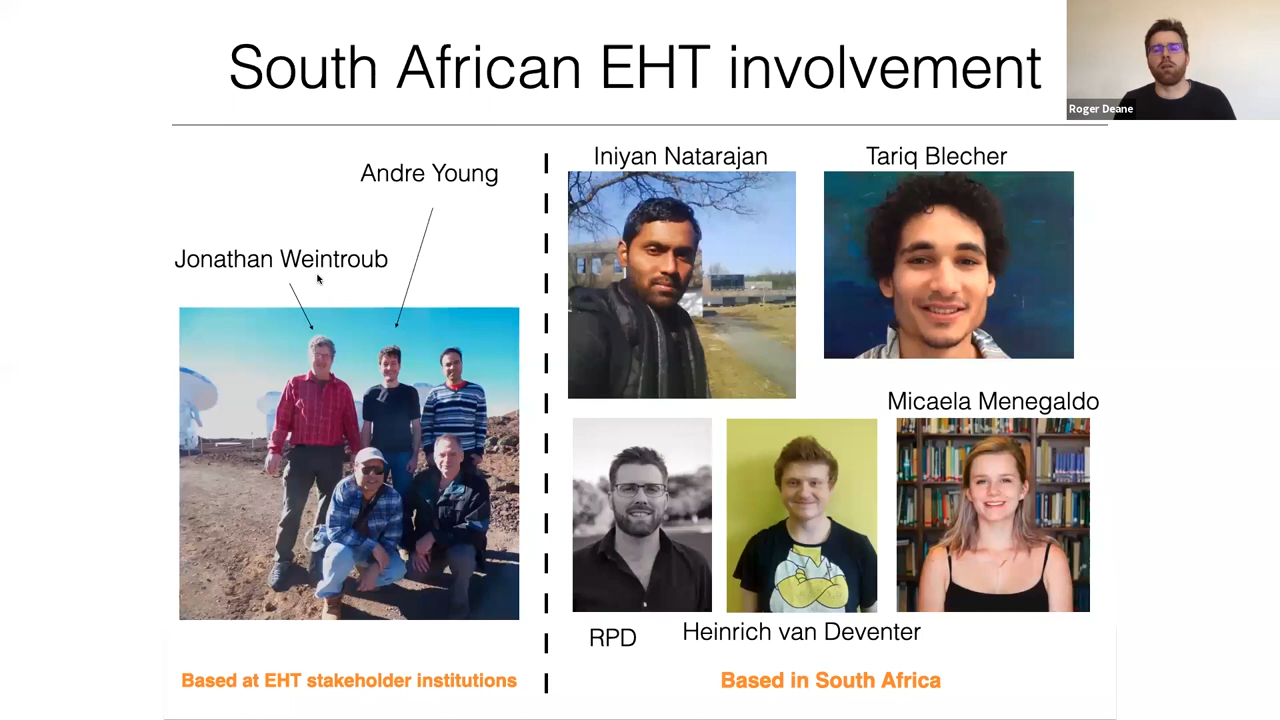 South African EHT involvement
Roger Deane
Andre Young
Jonathan Weintroub
Iniyan Natarajan
Tariq Blecher
Micaela Menegaldo
RPD
Heinrich van Deventer
Based at EHT stakeholder institutions
Based in South Africa